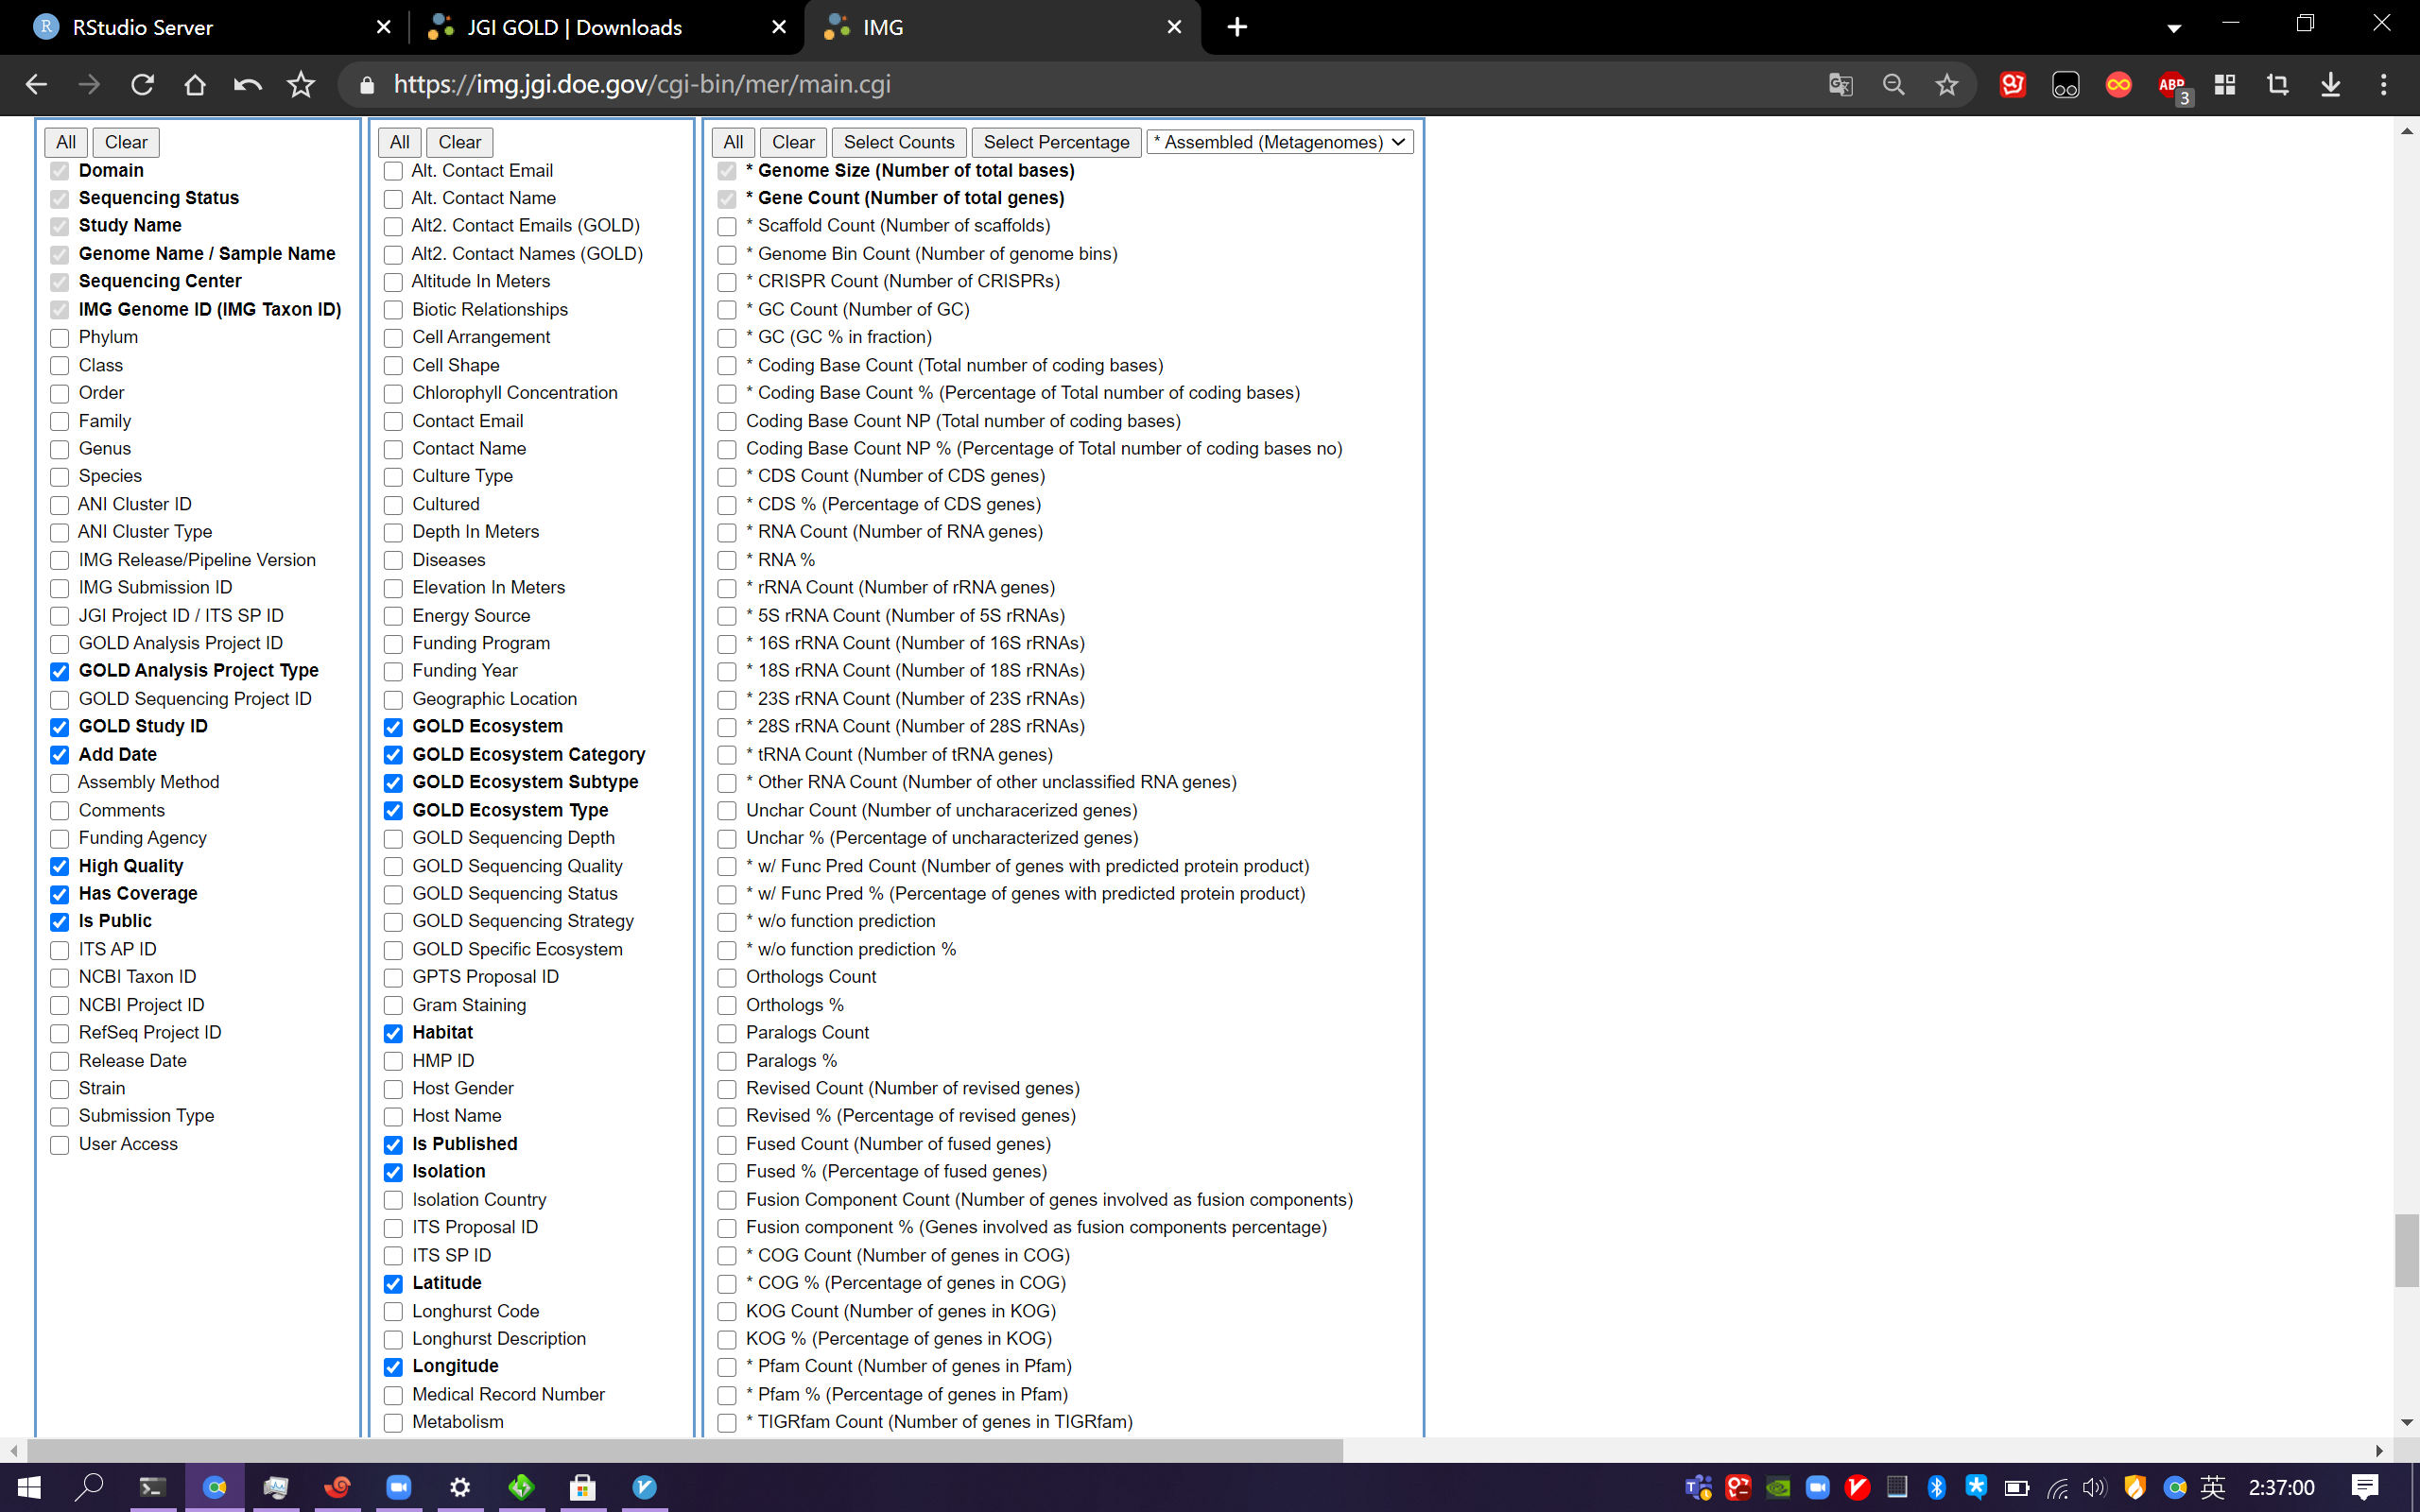 RStudio Server
JGI GOLD | Downloads
IMG
https://img.jgi.doe.gov/cgi-bin/mer/main.cgi
ABP
3
All Clear
Domain
Sequencing Status
Study Name
Genome Name / Sample Name
Sequencing Center
IMG Genome ID (IMG Taxon ID)
Phylum
Class
Order
Family
Genus
Species
ANI Cluster ID
ANI Cluster Type
IMG Release/Pipeline Version
IMG Submission ID
JGI Project ID / ITS SP ID
GOLD Analysis Project ID
GOLD Analysis Project Type
GOLD Sequencing Project ID
GOLD Study ID
Add Date
Assembly Method
Comments
Funding Agency
High Quality
Has Coverage
Is Public
ITS AP ID
NCBI Taxon ID
NCBI Project ID
RefSeq Project ID
Release Date
Strain
Submission Type
User Access
All Clear
Alt. Contact Email
Alt. Contact Name
Alt2. Contact Emails (GOLD)
Alt2. Contact Names (GOLD)
Altitude In Meters
Biotic Relationships
Cell Arrangement
Cell Shape
Chlorophyll Concentration
Contact Email
Contact Name
Culture Type
Cultured
Depth In Meters
Diseases
Elevation In Meters
Energy Source
Funding Program
Funding Year
Geographic Location
GOLD Ecosystem
GOLD Ecosystem Category
GOLD Ecosystem Subtype
GOLD Ecosystem Type
GOLD Sequencing Depth
GOLD Sequencing Quality
GOLD Sequencing Status
GOLD Sequencing Strategy
GOLD Specific Ecosystem
GPTS Proposal ID
Gram Staining
Habitat
HMP ID
Host Gender
Host Name
Is Published
Isolation
Isolation Country
ITS Proposal ID
ITS SP ID
Latitude
Longhurst Code
Longhurst Description
Longitude
Medical Record Number
Metabolism
All Clear Select Counts Select Percentage * Assembled (Metagenomes)
* Genome Size (Number of total bases)
* Gene Count (Number of total genes)
* Scaffold Count (Number of scaffolds)
* Genome Bin Count (Number of genome bins)
* CRISPR Count (Number of CRISPRs)
* GC Count (Number of GC)
* GC (GC % in fraction)
* Coding Base Count (Total number of coding bases)
* Coding Base Count % (Percentage of Total number of coding bases)
Coding Base Count NP (Total number of coding bases)
Coding Base Count NP % (Percentage of Total number of coding bases no)
* CDS Count (Number of CDS genes)
* CDS % (Percentage of CDS genes)
* RNA Count (Number of RNA genes)
* RNA %
* rRNA Count (Number of rRNA genes)
* 5S rRNA Count (Number of 5S rRNAs)
* 16S rRNA Count (Number of 16S rRNAs)
* 18S rRNA Count (Number of 18S rRNAs)
* 23S rRNA Count (Number of 23S rRNAs)
* 28S rRNA Count (Number of 28S rRNAs)
* tRNA Count (Number of tRNA genes)
* Other RNA Count (Number of other unclassified RNA genes)
Unchar Count (Number of uncharacerized genes)
Unchar % (Percentage of uncharacterized genes)
* w/ Func Pred Count (Number of genes with predicted protein product)
* w/ Func Pred % (Percentage of genes with predicted protein product)
* w/o function prediction
* w/o function prediction %
Orthologs Count
Orthologs %
Paralogs Count
Paralogs %
Revised Count (Number of revised genes)
Revised % (Percentage of revised genes)
Fused Count (Number of fused genes)
Fused % (Percentage of fused genes)
Fusion Component Count (Number of genes involved as fusion components)
Fusion component % (Genes involved as fusion components percentage)
* COG Count (Number of genes in COG)
* COG % (Percentage of genes in COG)
KOG Count (Number of genes in KOG)
KOG % (Percentage of genes in KOG)
* Pfam Count (Number of genes in Pfam)
* Pfam % (Percentage of genes in Pfam)
* TIGRfam Count (Number of genes in TIGRfam)
英 2:37:00